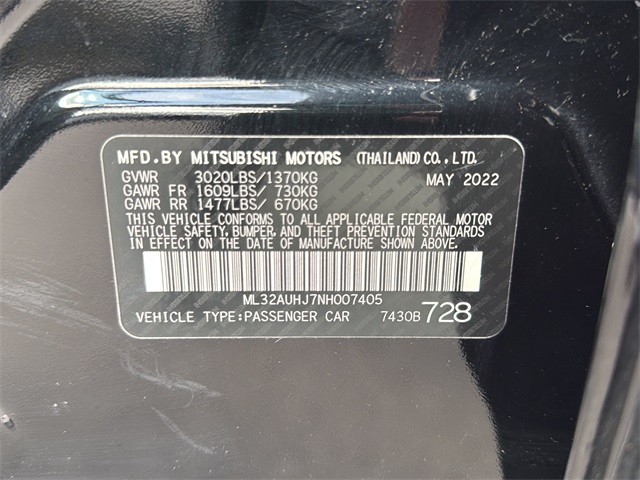 MFD.BY MITSUBISHI MOTORS (THAILAND) CO., LTD.
GVWR 3020LBS/1370KG MAY 2022
GAWR FR 1609LBS/ 730KG
GAWR RR 1477LBS/ 670KG
THIS VEHICLE CONFORMS TO ALL APPLICABLE FEDERAL MOTOR
VEHICLE SAFETY, BUMPER, AND THEFT PREVENTION STANDARDS
IN EFFECT ON THE DATE OF MANUFACTURE SHOWN ABOVE.
ML32AUHJ7NH007405
VEHICLE TYPE:PASSENGER CAR 7430B 728